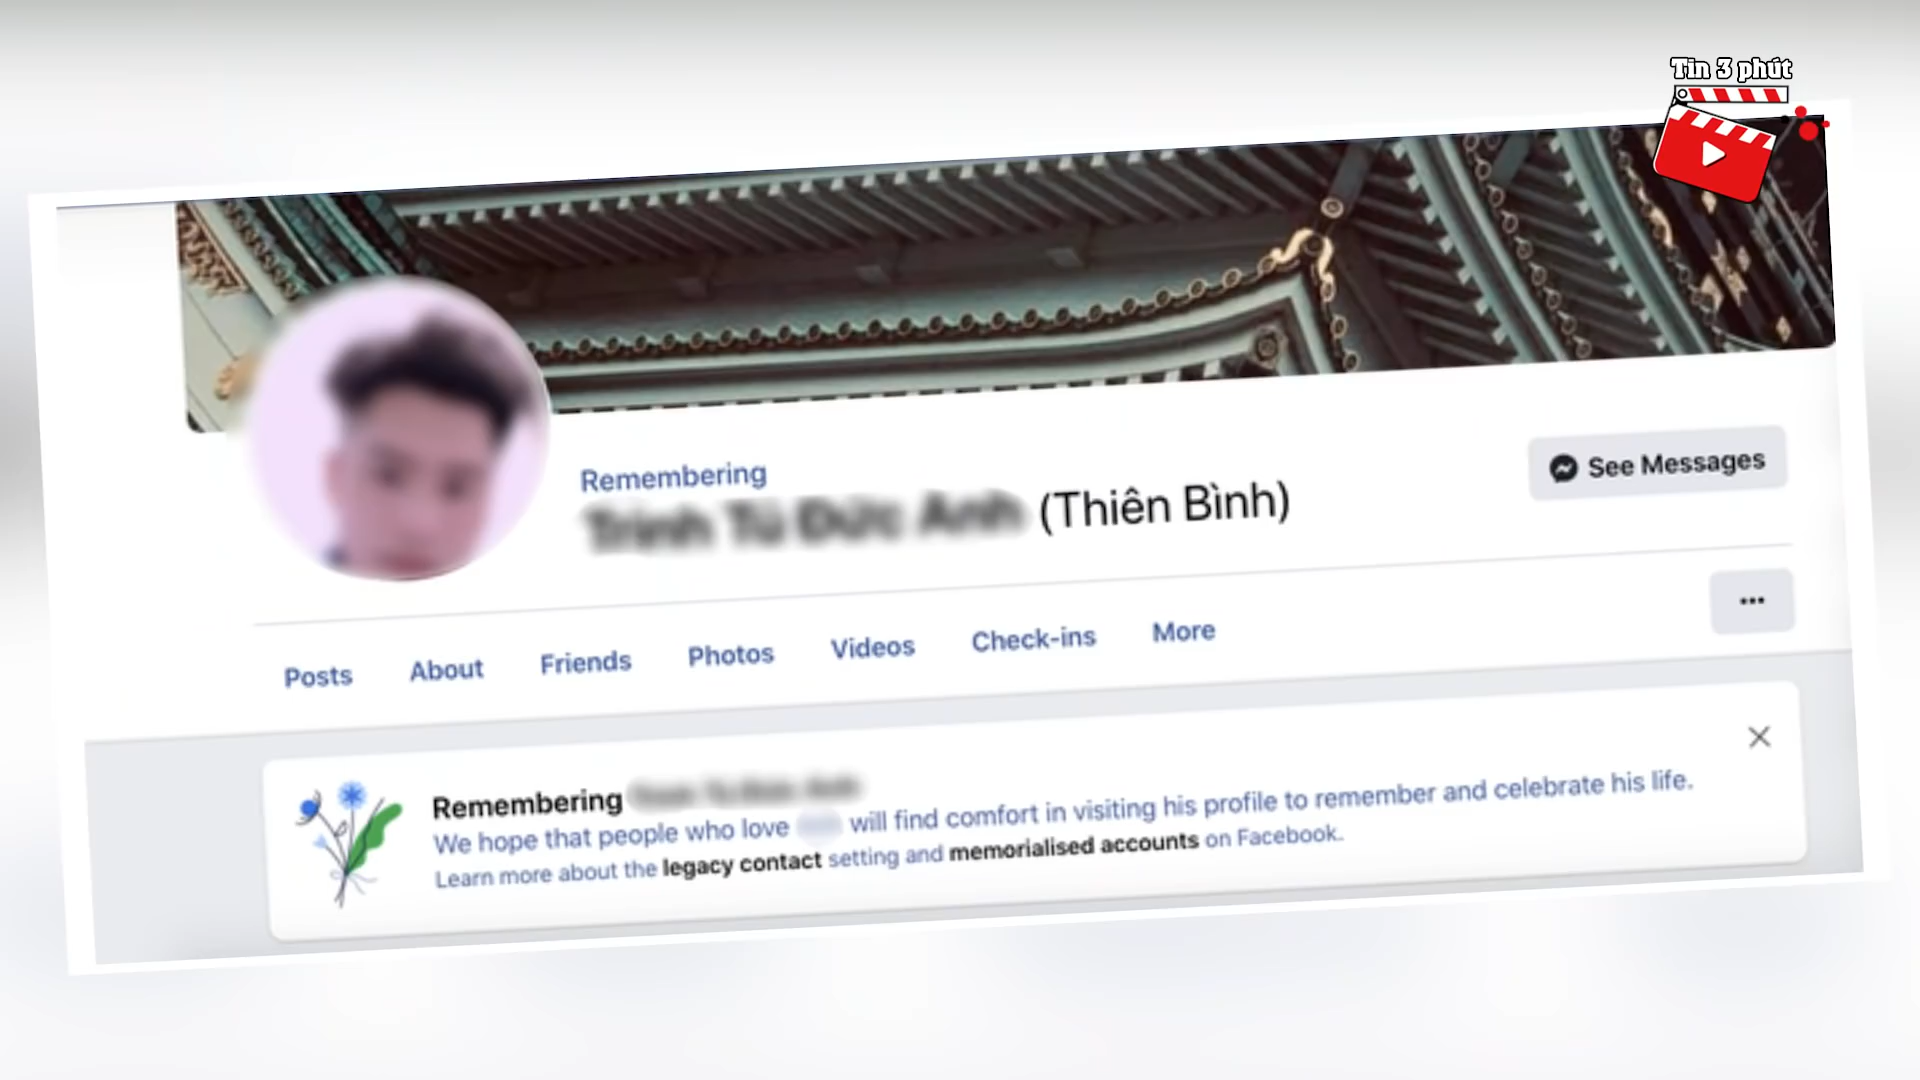 Tin 3 phút
Remembering
(Thiên Bình)
See Messages
Posts About Friends Photos Videos Check-ins More
Remembering
We hope that people who love will find comfort in visiting his profile to remember and celebrate his life.
Learn more about the legacy contact setting and memorialised accounts on Facebook.